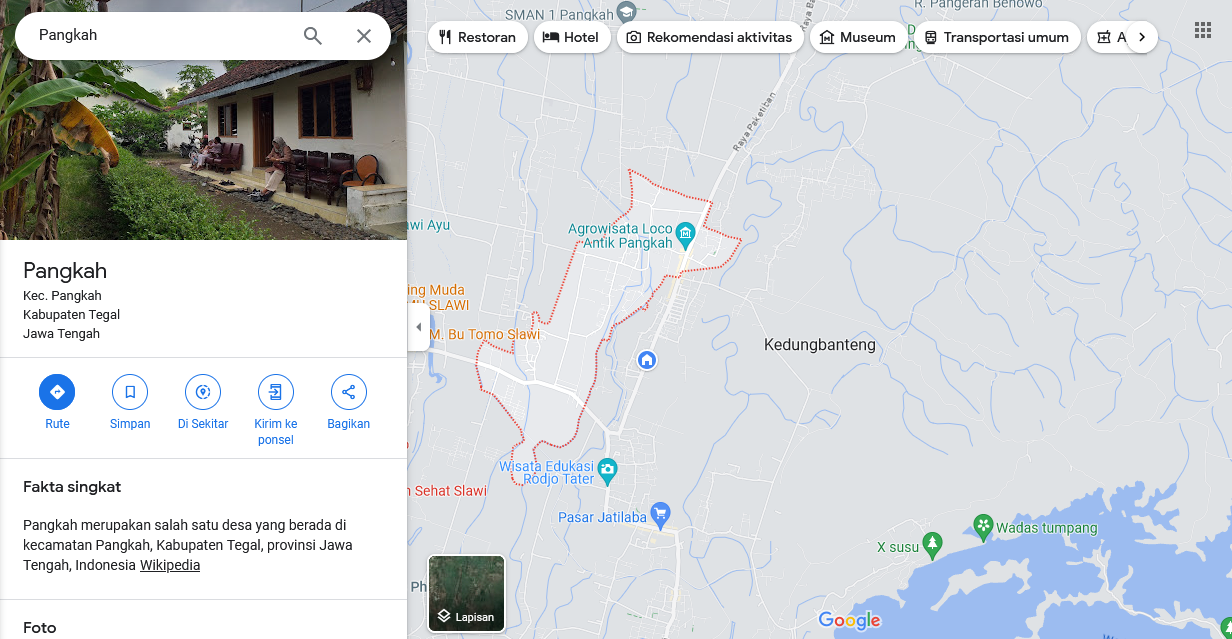 Pangkah
Pangkah
Kec. Pangkah
Kabupaten Tegal
Jawa Tengah
Rute
Simpan
Di Sekitar
Kirim ke
ponsel
Bagikan
Fakta singkat
Pangkah merupakan salah satu desa yang berada di
kecamatan Pangkah, Kabupaten Tegal, provinsi Jawa
Tengah, Indonesia Wikipedia
Foto
SMAN 1 Pangkah
R. Pangeran Benowo
Restoran
Hotel
Rekomendasi aktivitas
Museum
Transportasi umum
A
Raya Paketiban
wi Ayu
Agrowisata Loco
Antik Pangkah
ing Muda
SLAWI
M. Bu Tomo Slawi
Kedungbanteng
Wisata Edukasi
Rodjo Tater
n Sehat Slawi
Pasar Jatilaba
Wadas tumpang
X susu
Ph
Lapisan
Google